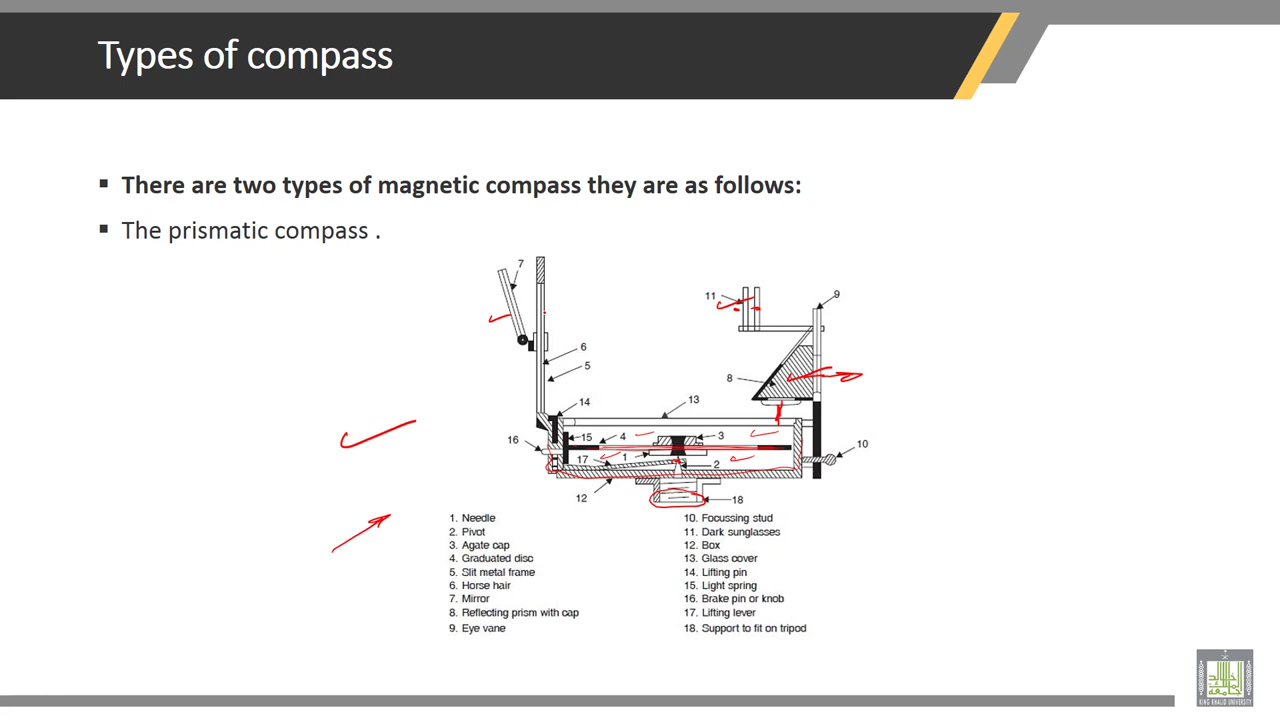 Types of compass
▪ There are two types of magnetic compass they are as follows:
▪ The prismatic compass .
7
11
9
6
5
8
14
13
16
15
4
3
10
17
1
2
12
18
1. Needle
2. Pivot
3. Agate cap
4. Graduated disc
5. Slit metal frame
6. Horse hair
7. Mirror
8. Reflecting prism with cap
9. Eye vane
10. Focussing stud
11. Dark sunglasses
12. Box
13. Glass cover
14. Lifting pin
15. Light spring
16. Brake pin or knob
17. Lifting lever
18. Support to fit on tripod
KING KHALID UNIVERSITY